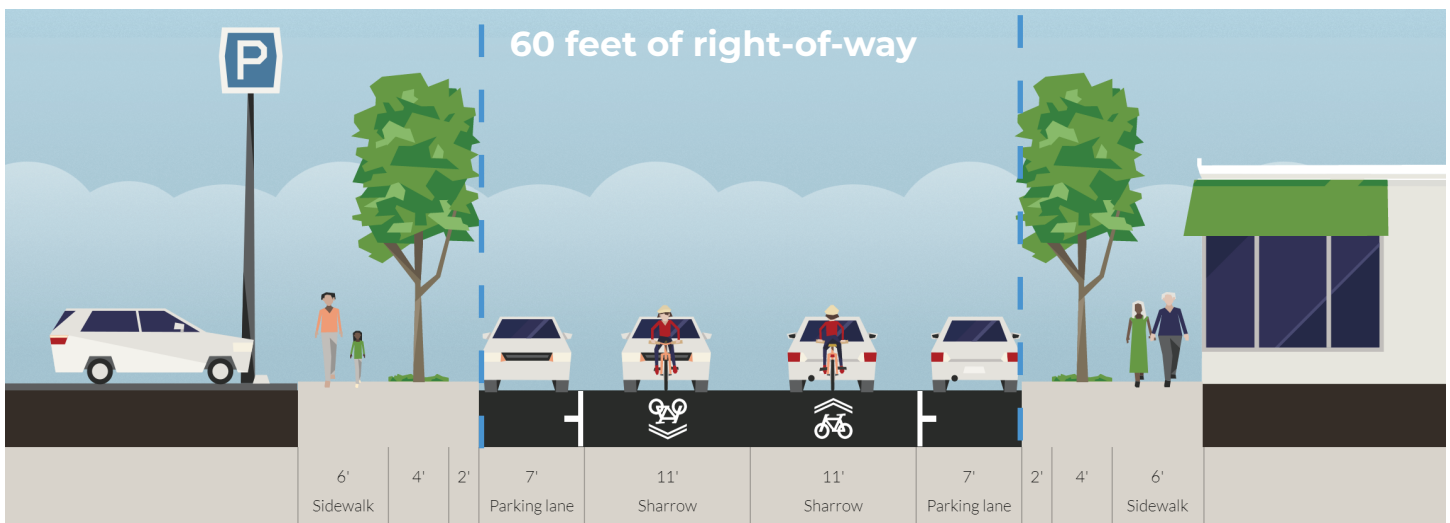 60 feet of right-of-way
P
6'
Sidewalk
4'
2'
7'
Parking lane
11'
Sharrow
11'
Sharrow
7'
Parking lane
2'
4'
6'
Sidewalk